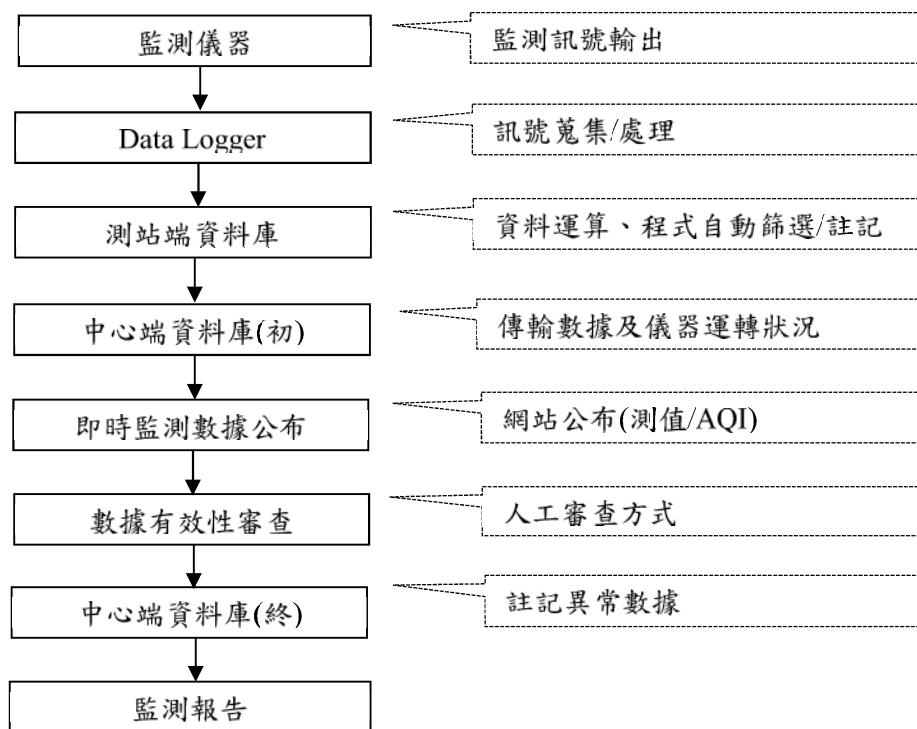 監測儀器
監測訊號輸出
Data Logger
訊號蒐集/處理
測站端資料庫
資料運算、程式自動篩選/註記
中心端資料庫(初)
傳輸數據及儀器運轉狀況
即時監測數據公布
網站公布(測值/AQI)
數據有效性審查
人工審查方式
中心端資料庫(終)
註記異常數據
監測報告